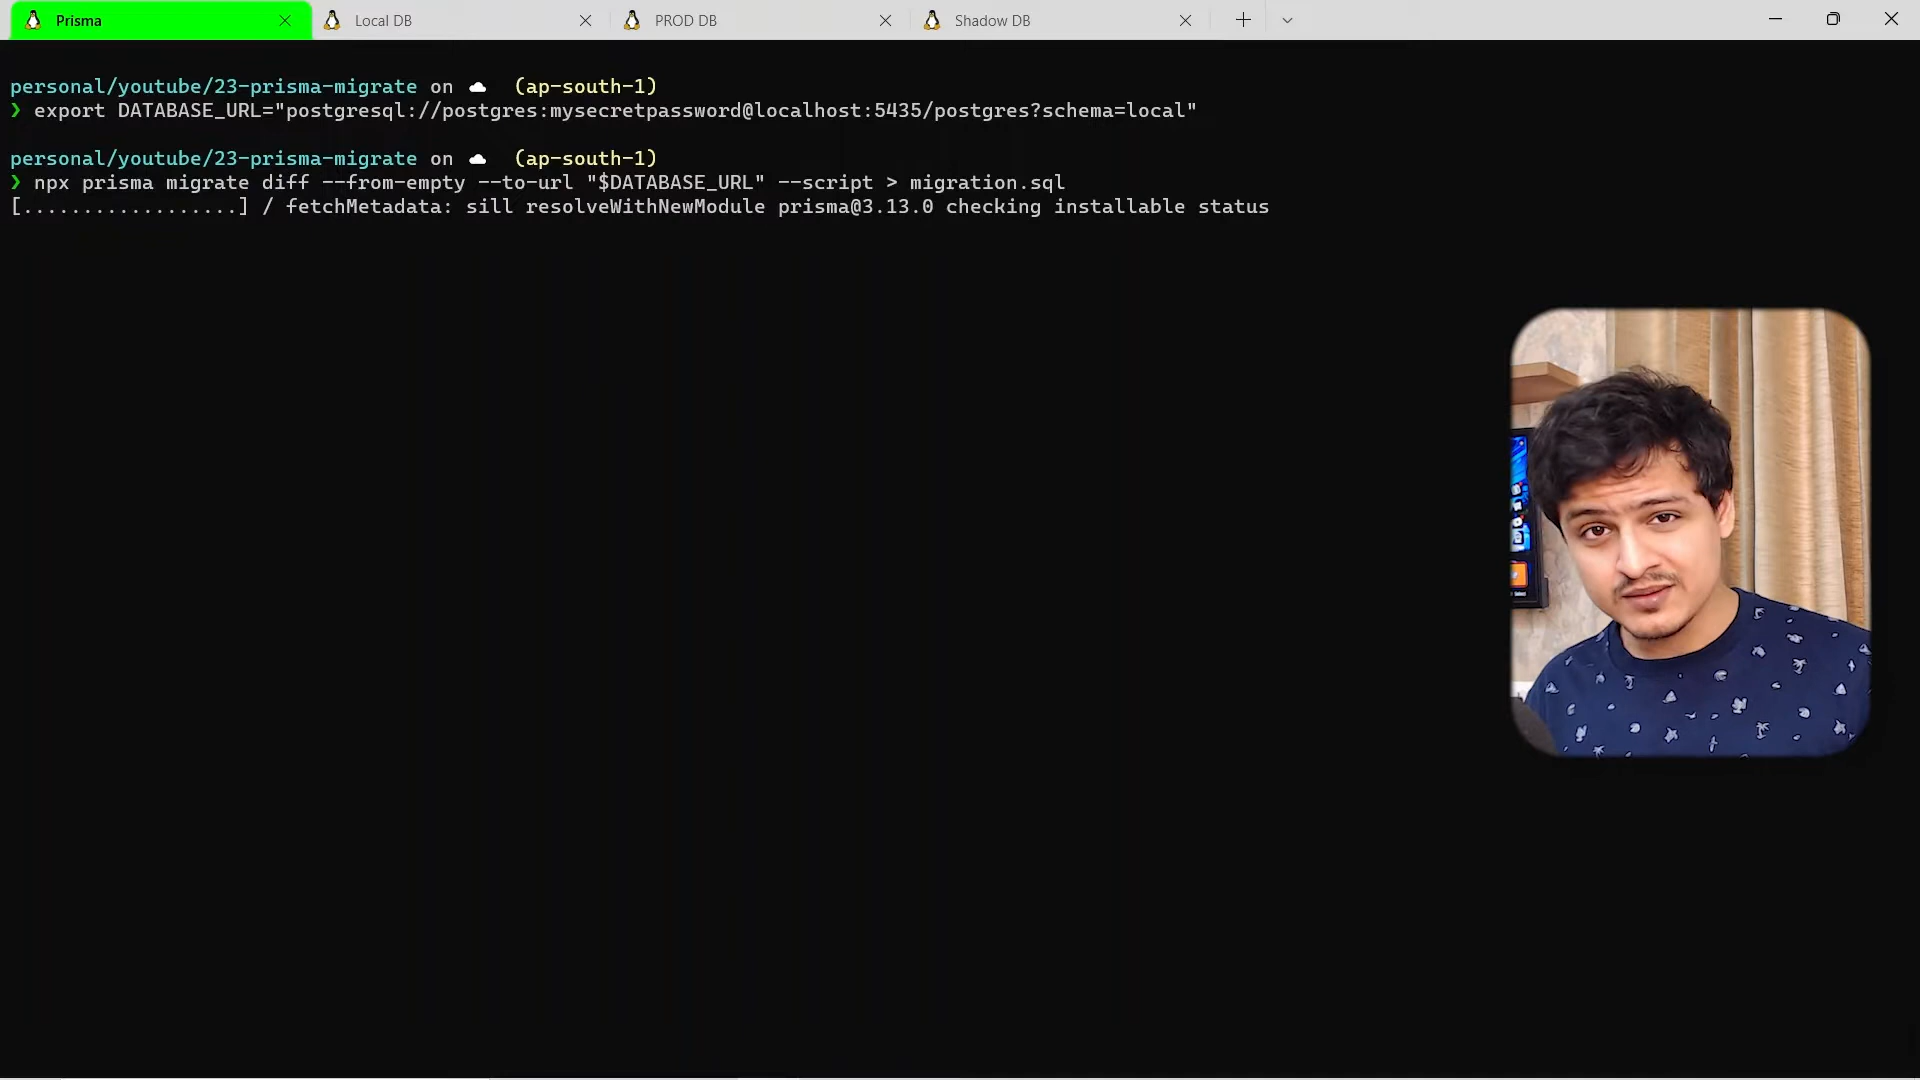 Prisma
Local DB
PROD DB
Shadow DB
personal/youtube/23-prisma-migrate on ☁ (ap-south-1)
❯ export DATABASE_URL="postgresql://postgres:mysecretpassword@localhost:5435/postgres?schema=local"
personal/youtube/23-prisma-migrate on ☁ (ap-south-1)
❯ npx prisma migrate diff --from-empty --to-url "$DATABASE_URL" --script > migration.sql
[..................] / fetchMetadata: sill resolveWithNewModule prisma@3.13.0 checking installable status